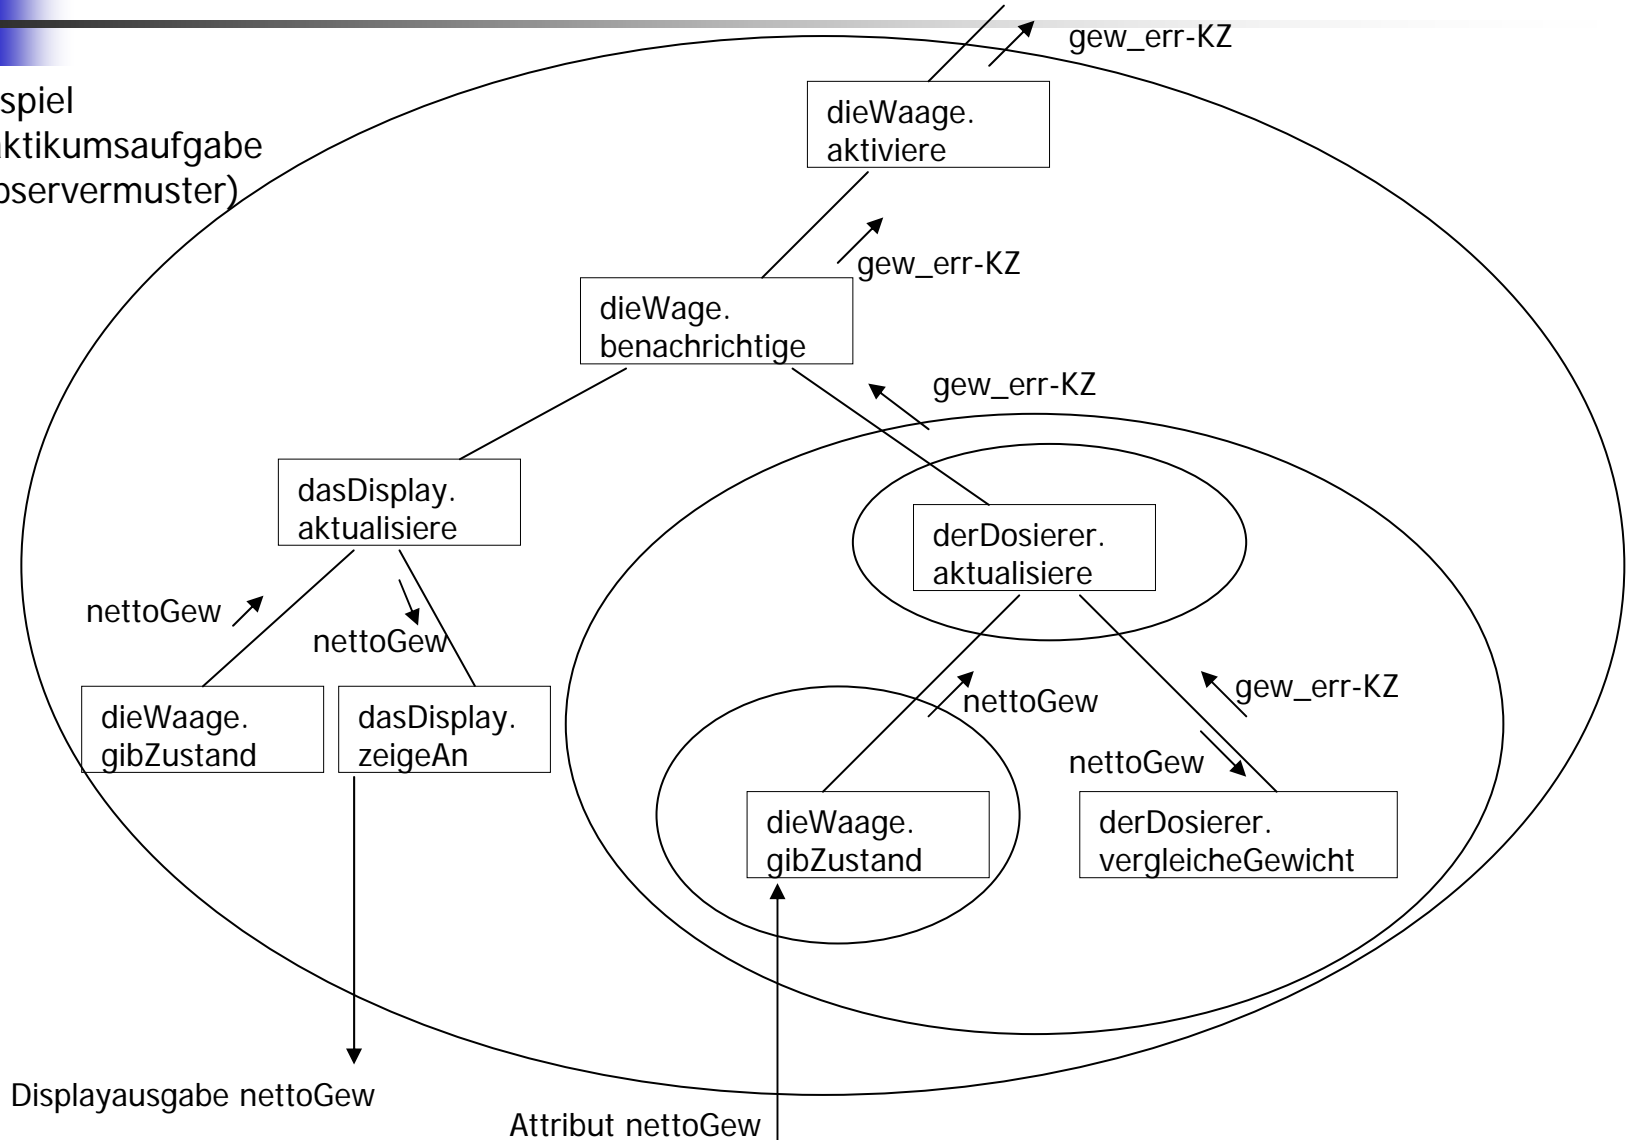 gew_err-KZ
spiel
aktikumsaufgabe
oservermuster)
dieWaage.
aktiviere
gew_err-KZ
dieWage.
benachrichtige
gew_err-KZ
dasDisplay.
aktualisiere
derDosierer.
aktualisiere
nettoGew
nettoGew
dieWaage.
gibZustand
dasDisplay.
zeigeAn
nettoGew
gew_err-KZ
nettoGew
dieWaage.
gibZustand
derDosierer.
vergleicheGewicht
Displayausgabe nettoGew
Attribut nettoGew